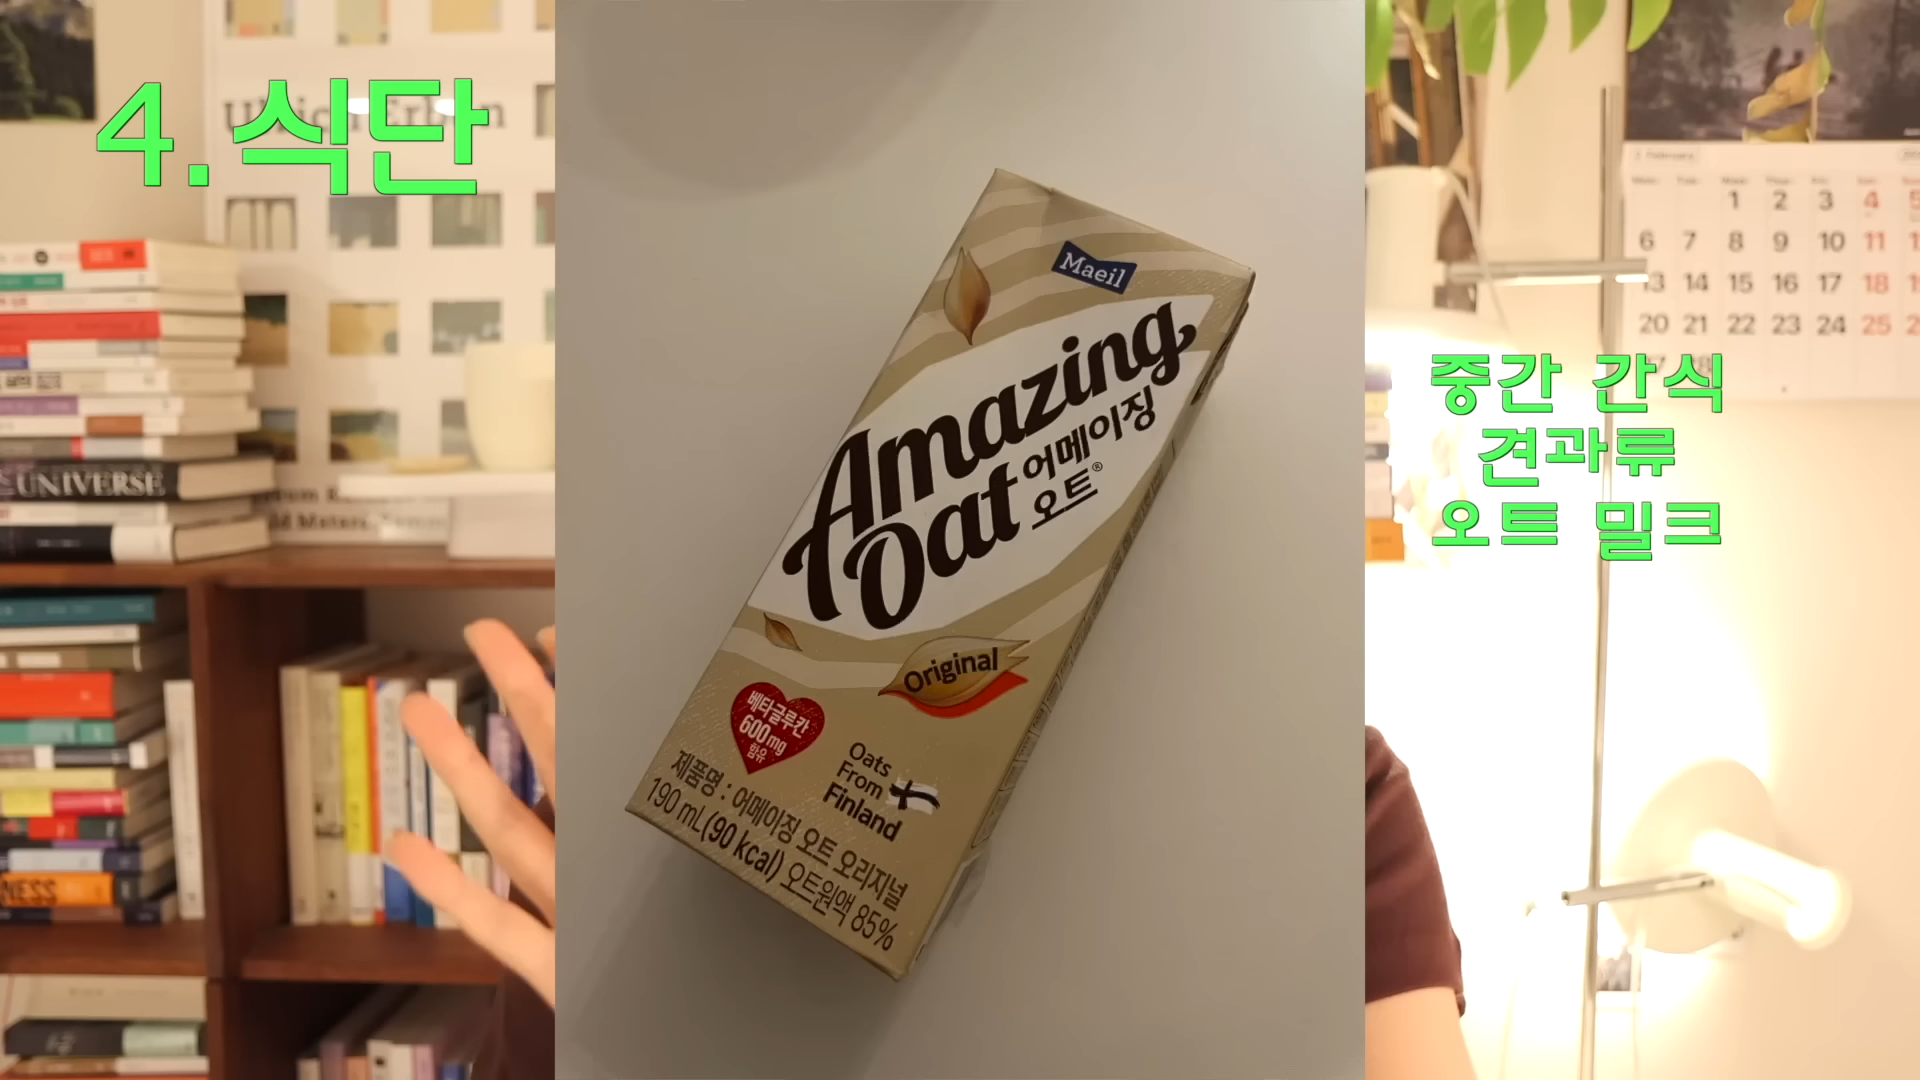 4.식단
Maeil
Amazing
Oat 어메이징
오트®
Original
베타글루칸
600mg
함유
Oats
From
Finland
제품명 : 어메이징 오트 오리지널
190 mL(90 kcal) 오트원액 85%
중간 간식
견과류
오트 밀크
UNIVERSE
NESS
February
1 2 3 4 5
6 7 8 9 10 11
13 14 15 16 17 18
20 21 22 23 24 25